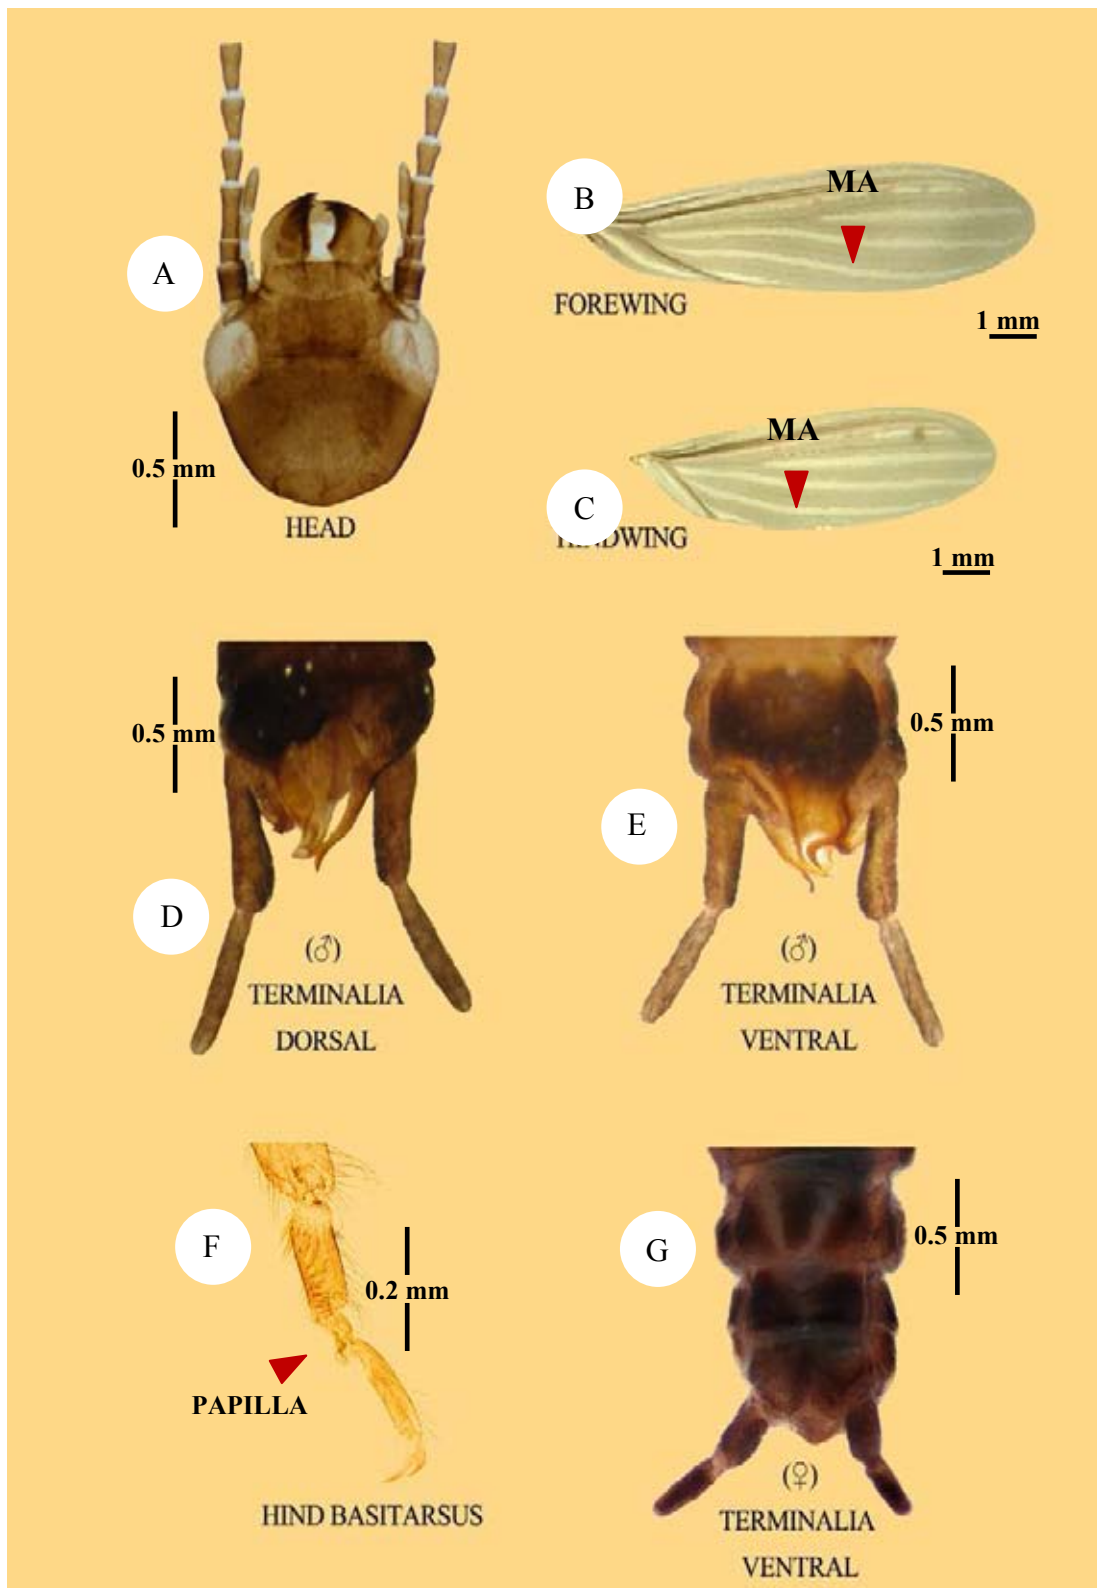 A
0.5 mm
HEAD
B
MA
FOREWING
1 mm
MA
C
HINDWING
1 mm
0.5 mm
D
(♂)
TERMINALIA
DORSAL
0.5 mm
E
(♂)
TERMINALIA
VENTRAL
F
0.2 mm
PAPILLA
HIND BASITARSUS
G
0.5 mm
(♀)
TERMINALIA
VENTRAL